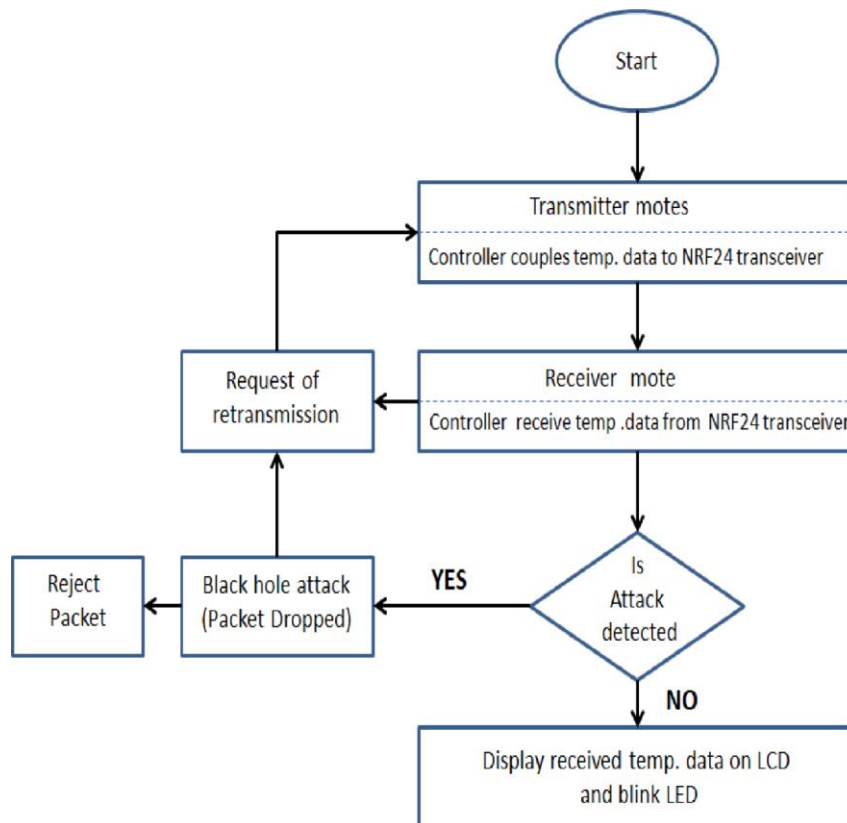 Start
Transmitter motes
Controller couples temp. data to NRF24 transceiver
Request of
retransmission
Receiver mote
Controller receive temp .data from NRF24 transceiver
Is
Attack
detected
YES
Black hole attack
(Packet Dropped)
Reject
Packet
NO
Display received temp. data on LCD
and blink LED